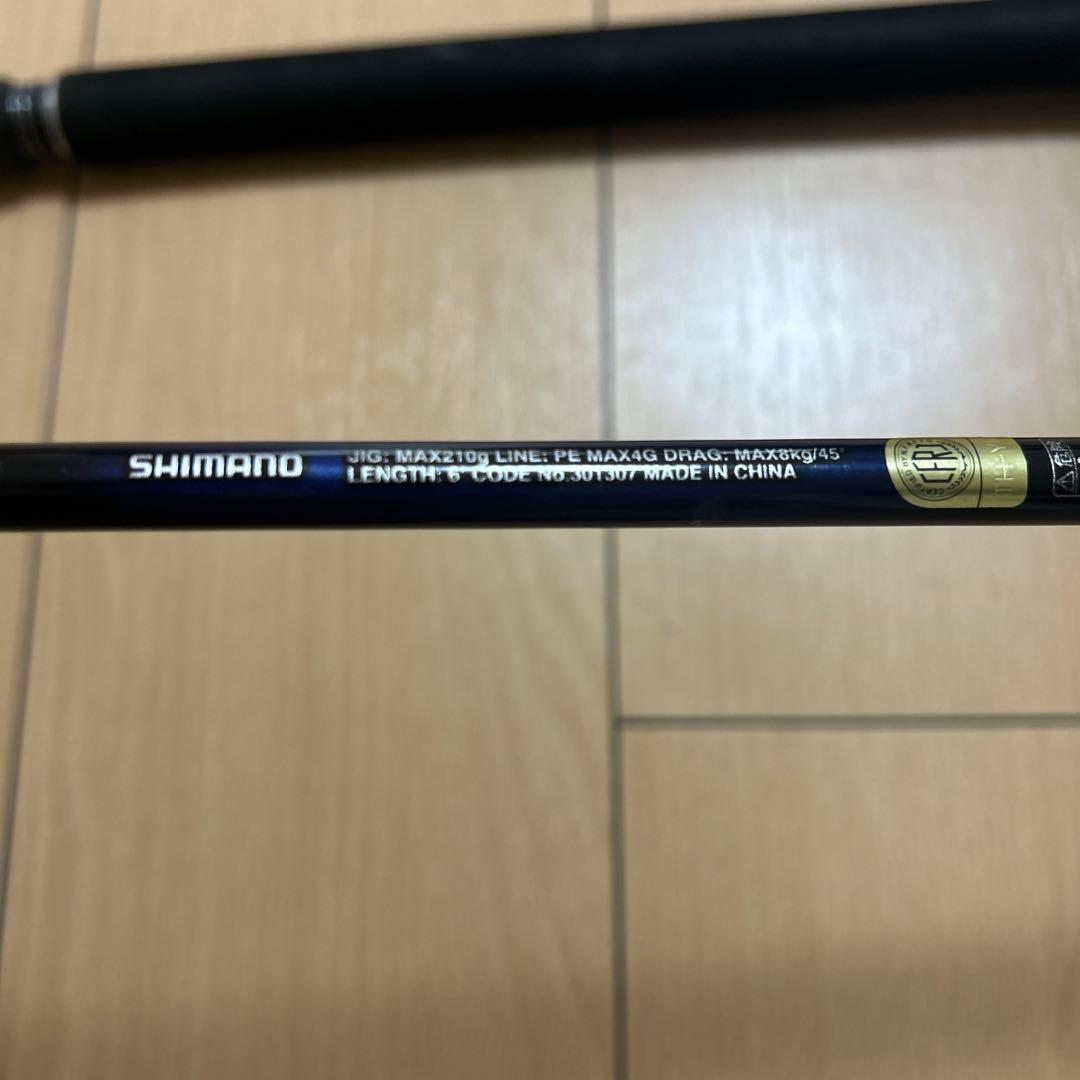 SHIMANO
JIG: MAX210g LINE: PE MAX4G DRAG: MAX8kg/45°
LENGTH: 6' CODE No.301307 MADE IN CHINA